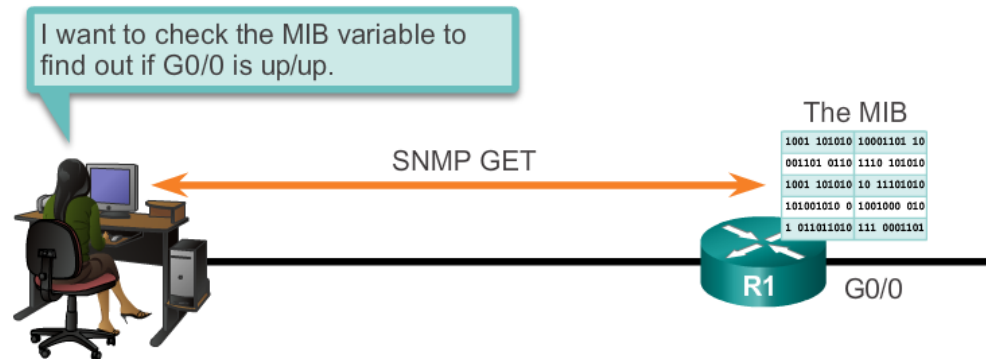 I want to check the MIB variable to
find out if G0/0 is up/up.
The MIB
SNMP GET
1001 101010 10001101 10
001101 0110 1110 101010
1001 101010 10 11101010
101001010 0 1001000 010
1 011011010 111 0001101
R1
G0/0